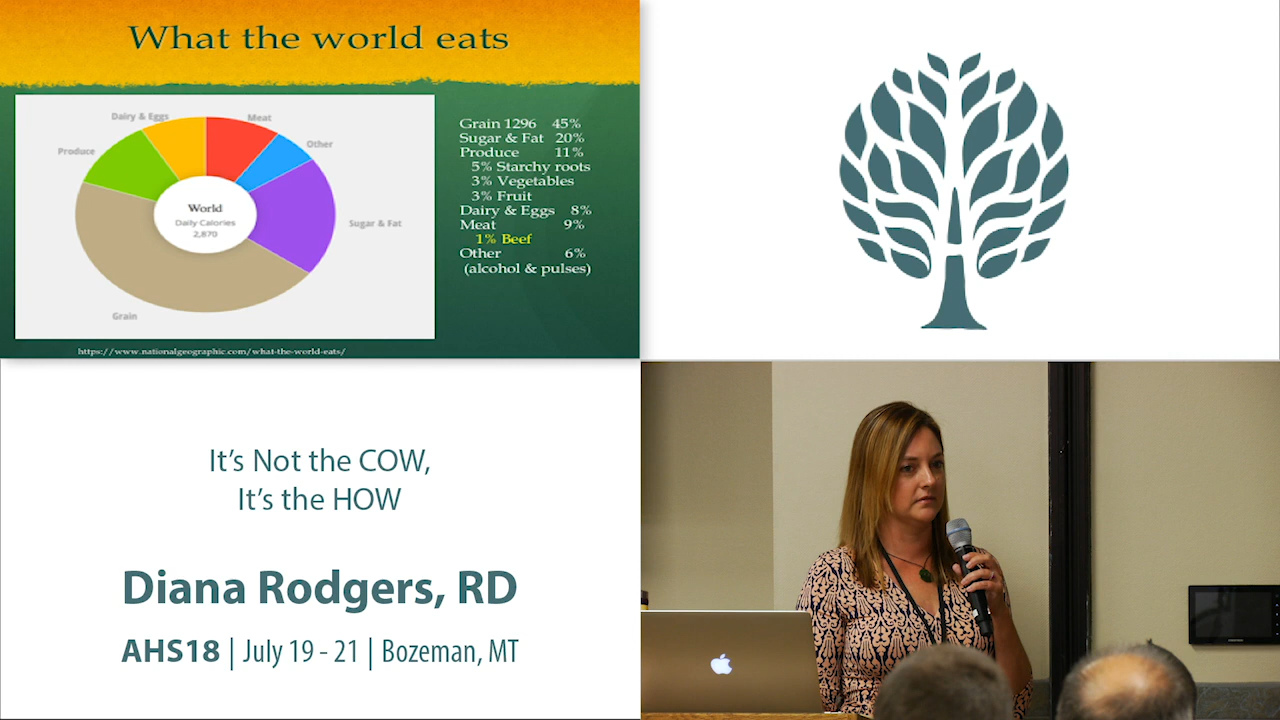 What the world eats
Dairy & Eggs
Meat
Produce
Other
World
Daily Calories
2,870
Sugar & Fat
Grain
Grain 1296 45%
Sugar & Fat 20%
Produce 11%
5% Starchy roots
3% Vegetables
3% Fruit
Dairy & Eggs 8%
Meat 9%
1% Beef
Other 6%
(alcohol & pulses)
https://www.nationalgeographic.com/what-the-world-eats/
It's Not the COW,
It's the HOW
Diana Rodgers, RD
AHS18 | July 19 - 21 | Bozeman, MT